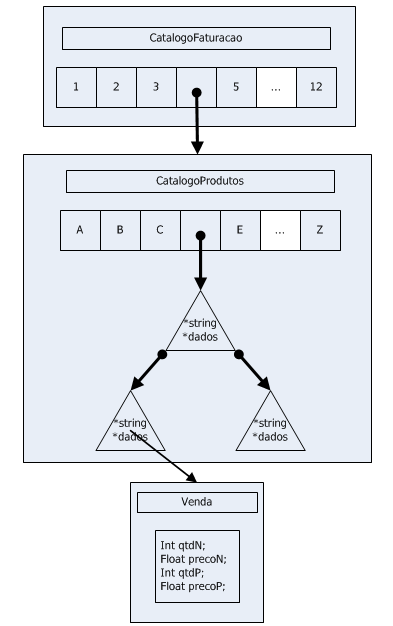 CatalogoFaturacao
1 2 3 5 ... 12
CatalogoProdutos
A B C E ... Z
*string
*dados
*string
*dados
*string
*dados
Venda
Int qtdN;
Float precoN;
Int qtdP;
Float precoP;